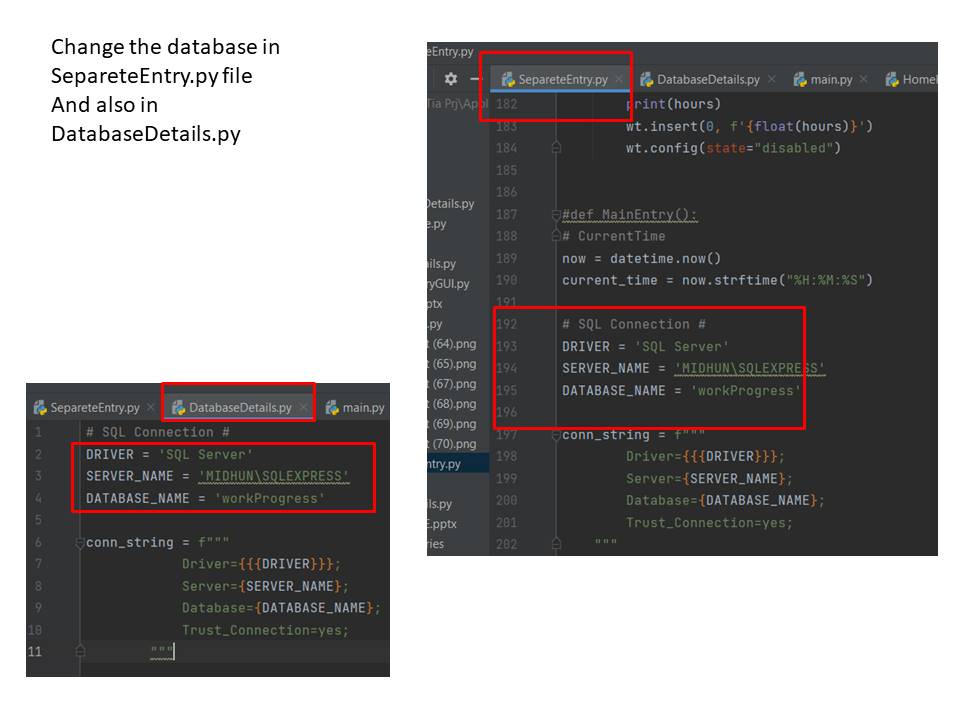 Change the database in
SepareteEntry.py file
And also in
DatabaseDetails.py
eEntry.py
SepareteEntry.py
DatabaseDetails.py
main.py
Tia Prj\Appl
182 print(hours)
183 wt.insert(0, f'{float(hours)}')
184 wt.config(state="disabled")
185
186
187 #def MainEntry():
188 # CurrentTime
189 now = datetime.now()
190 current_time = now.strftime("%H:%M:%S")
191
192 # SQL Connection #
193 DRIVER = 'SQL Server'
194 SERVER_NAME = 'MIDHUN\SQLEXPRESS'
195 DATABASE_NAME = 'workProgress'
196
197 conn_string = f"""
198 Driver={{{DRIVER}}};
199 Server={SERVER_NAME};
200 Database={DATABASE_NAME};
201 Trust_Connection=yes;
202 """
Details.py
e.py
ails.py
ryGUI.py
ptx
.py
t (64).png
t (65).png
t (67).png
t (68).png
t (69).png
t (70).png
entry.py
ls.py
E.pptx
ries
SepareteEntry.py
DatabaseDetails.py
main.py
1 # SQL Connection #
2 DRIVER = 'SQL Server'
3 SERVER_NAME = 'MIDHUN\SQLEXPRESS'
4 DATABASE_NAME = 'workProgress'
5
6 conn_string = f"""
7 Driver={{{DRIVER}}};
8 Server={SERVER_NAME};
9 Database={DATABASE_NAME};
10 Trust_Connection=yes;
11 """